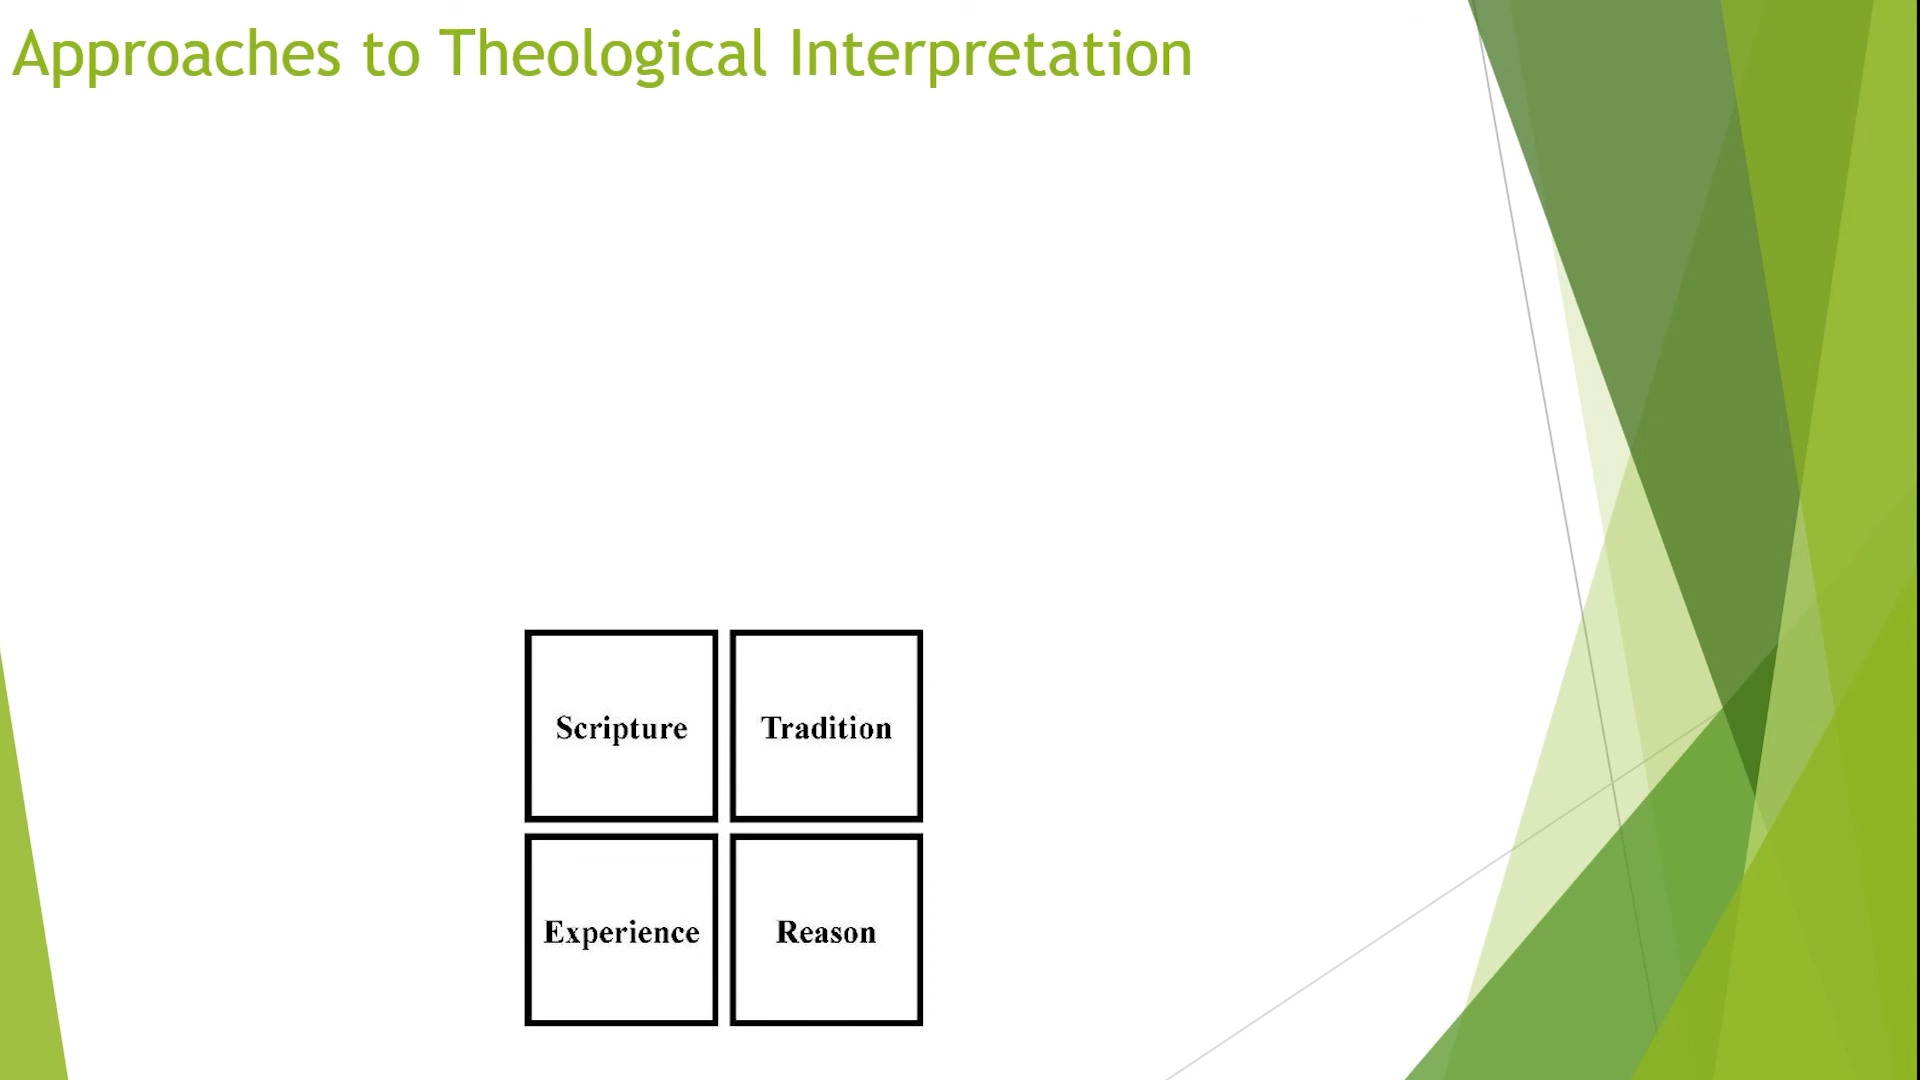 Approaches to Theological Interpretation
Scripture
Tradition
Experience
Reason